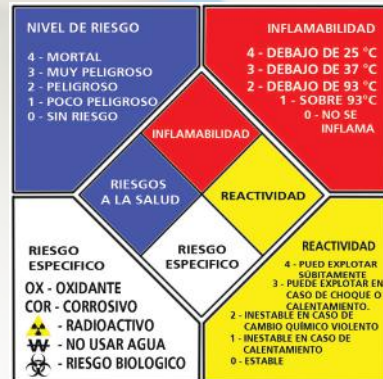 NIVEL DE RIESGO
4 - MORTAL
3 - MUY PELIGROSO
2 - PELIGROSO
1 - POCO PELIGROSO
0 - SIN RIESGO
INFLAMABILIDAD
4 - DEBAJO DE 25 °C
3 - DEBAJO DE 37 °C
2 - DEBAJO DE 93 °C
1 - SOBRE 93°C
0 - NO SE
INFLAMA
INFLAMABILIDAD
RIESGOS
A LA SALUD
REACTIVIDAD
RIESGO
ESPECIFICO
RIESGO
ESPECIFICO
OX - OXIDANTE
COR - CORROSIVO
- RADIOACTIVO
W - NO USAR AGUA
- RIESGO BIOLOGICO
REACTIVIDAD
4 - PUED EXPLOTAR
SÚBITAMENTE
3 - PUEDE EXPLOTAR EN
CASO DE CHOQUE O
CALENTAMIENTO.
2 - INESTABLE EN CASO DE
CAMBIO QUÍMICO VIOLENTO
1 - INESTABLE EN CASO DE
CALENTAMIENTO
0 - ESTABLE